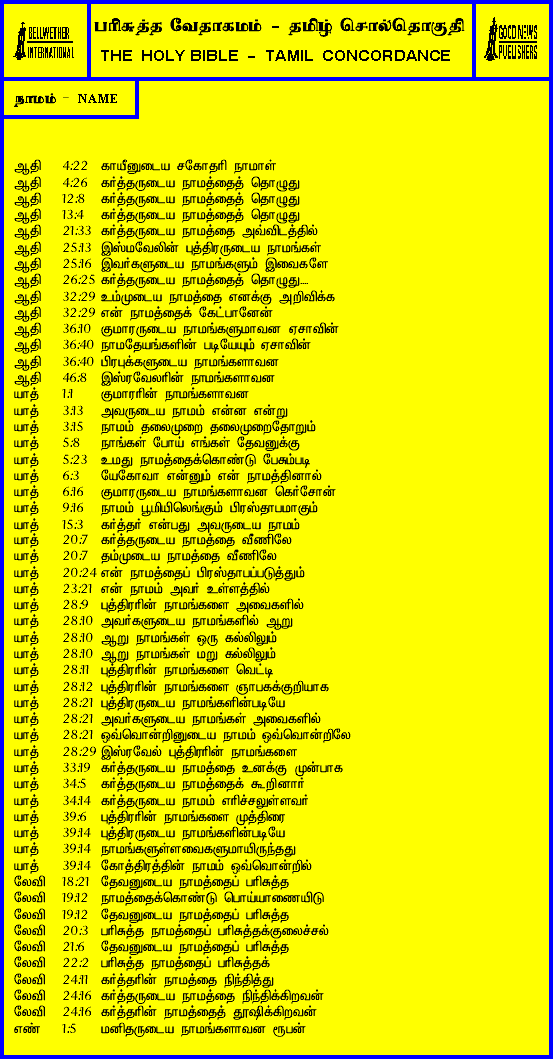 BELLWETHER
INTERNATIONAL
பரிசுத்த வேதாகமம் - தமிழ் சொல்தொகுதி
THE HOLY BIBLE - TAMIL CONCORDANCE
GOOD NEWS
PUBLISHERS
நாமம் - NAME
ஆதி 4:22 காயீனுடைய சகோதரி நாமாள்
ஆதி 4:26 கர்த்தருடைய நாமத்தைத் தொழுது
ஆதி 12:8 கர்த்தருடைய நாமத்தைத் தொழுது
ஆதி 13:4 கர்த்தருடைய நாமத்தைத் தொழுது
ஆதி 21:33 கர்த்தருடைய நாமத்தை அவ்விடத்தில்
ஆதி 25:13 இஸ்மவேலின் புத்திரருடைய நாமங்கள்
ஆதி 25:16 இவர்களுடைய நாமங்களும் இவைகளே
ஆதி 26:25 கர்த்தருடைய நாமத்தைத் தொழுது....
ஆதி 32:29 உம்முடைய நாமத்தை எனக்கு அறிவிக்க
ஆதி 32:29 என் நாமத்தைக் கேட்பானேன்
ஆதி 36:10 குமாரருடைய நாமங்களுமாவன ஏசாவின்
ஆதி 36:40 நாமதேயங்களின் படியேயும் ஏசாவின்
ஆதி 36:40 பிரபுக்களுடைய நாமங்களாவன
ஆதி 46:8 இஸ்ரவேலரின் நாமங்களாவன
யாத் 1:1 குமாரரின் நாமங்களாவன
யாத் 3:13 அவருடைய நாமம் என்ன என்று
யாத் 3:15 நாமம் தலைமுறை தலைமுறைதோறும்
யாத் 5:8 நாங்கள் போய் எங்கள் தேவனுக்கு
யாத் 5:23 உமது நாமத்தைக்கொண்டு பேசும்படி
யாத் 6:3 யேகோவா என்னும் என் நாமத்தினால்
யாத் 6:16 குமாரருடைய நாமங்களாவன கெர்சோன்
யாத் 9:16 நாமம் பூமியிலெங்கும் பிரஸ்தாபமாகும்
யாத் 15:3 கர்த்தர் என்பது அவருடைய நாமம்
யாத் 20:7 கர்த்தருடைய நாமத்தை வீணிலே
யாத் 20:7 தம்முடைய நாமத்தை வீணிலே
யாத் 20:24 என் நாமத்தைப் பிரஸ்தாபப்படுத்தும்
யாத் 23:21 என் நாமம் அவர் உள்ளத்தில்
யாத் 28:9 புத்திரரின் நாமங்களை அவைகளில்
யாத் 28:10 அவர்களுடைய நாமங்களில் ஆறு
யாத் 28:10 ஆறு நாமங்கள் ஒரு கல்லிலும்
யாத் 28:10 ஆறு நாமங்கள் மறு கல்லிலும்
யாத் 28:11 புத்திரரின் நாமங்களை வெட்டி
யாத் 28:12 புத்திரரின் நாமங்களை ஞாபகக்குறியாக
யாத் 28:21 புத்திரருடைய நாமங்களின்படியே
யாத் 28:21 அவர்களுடைய நாமங்கள் அவைகளில்
யாத் 28:21 ஒவ்வொன்றினுடைய நாமம் ஒவ்வொன்றிலே
யாத் 28:29 இஸ்ரவேல் புத்திரரின் நாமங்களை
யாத் 33:19 கர்த்தருடைய நாமத்தை உனக்கு முன்பாக
யாத் 34:5 கர்த்தருடைய நாமத்தைக் கூறினார்
யாத் 34:14 கர்த்தருடைய நாமம் எரிச்சலுள்ளவர்
யாத் 39:6 புத்திரரின் நாமங்களை முத்திரை
யாத் 39:14 புத்திரருடைய நாமங்களின்படியே
யாத் 39:14 நாமங்களுள்ளவைகளுமாயிருந்தது
யாத் 39:14 கோத்திரத்தின் நாமம் ஒவ்வொன்றில்
லேவி 18:21 தேவனுடைய நாமத்தைப் பரிசுத்த
லேவி 19:12 நாமத்தைக்கொண்டு பொய்யாணையிடு
லேவி 19:12 தேவனுடைய நாமத்தைப் பரிசுத்த
லேவி 20:3 பரிசுத்த நாமத்தைப் பரிசுத்தக்குலைச்சல்
லேவி 21:6 தேவனுடைய நாமத்தைப் பரிசுத்த
லேவி 22:2 பரிசுத்த நாமத்தைப் பரிசுத்தக்
லேவி 24:11 கர்த்தரின் நாமத்தை நிந்தித்து
லேவி 24:16 கர்த்தருடைய நாமத்தை நிந்திக்கிறவன்
லேவி 24:16 கர்த்தரின் நாமத்தைத் தூஷிக்கிறவன்
எண் 1:5 மனிதருடைய நாமங்களாவன ரூபன்